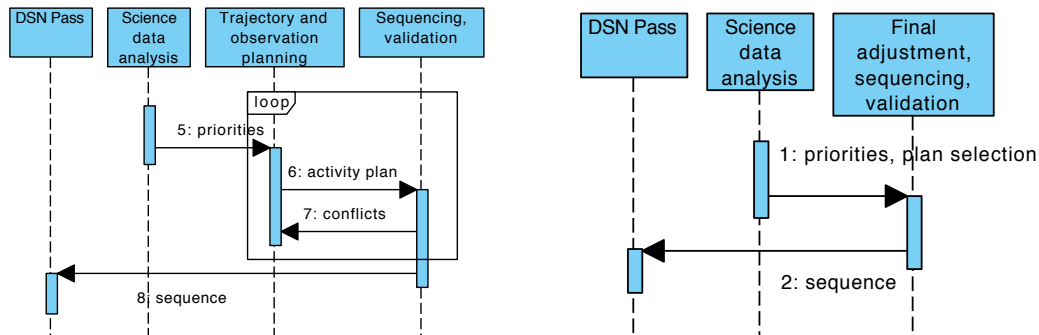 DSN Pass
Science
data
analysis
Trajectory and
observation
planning
Sequencing,
validation
loop
5: priorities
6: activity plan
7: conflicts
8: sequence
DSN Pass
Science
data
analysis
Final
adjustment,
sequencing,
validation
1: priorities, plan selection
2: sequence